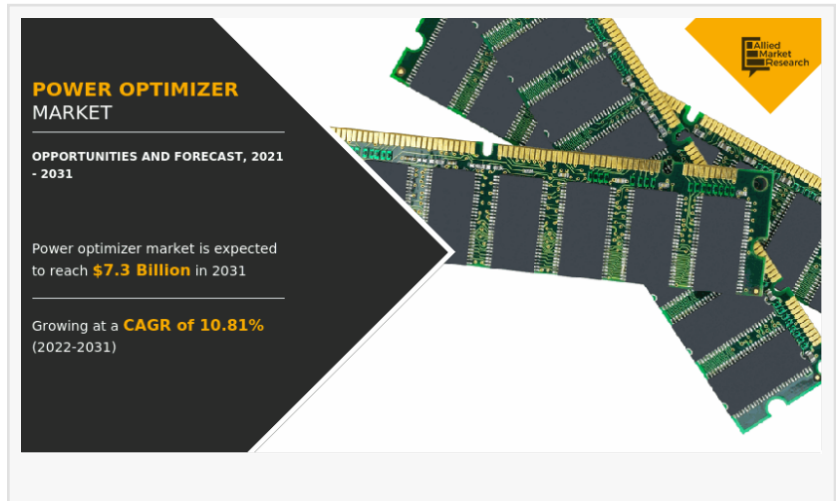 POWER OPTIMIZER
MARKET
OPPORTUNITIES AND FORECAST, 2021
- 2031
Power optimizer market is expected
to reach $7.3 Billion in 2031
Growing at a CAGR of 10.81%
(2022-2031)
Allied
Market
Research